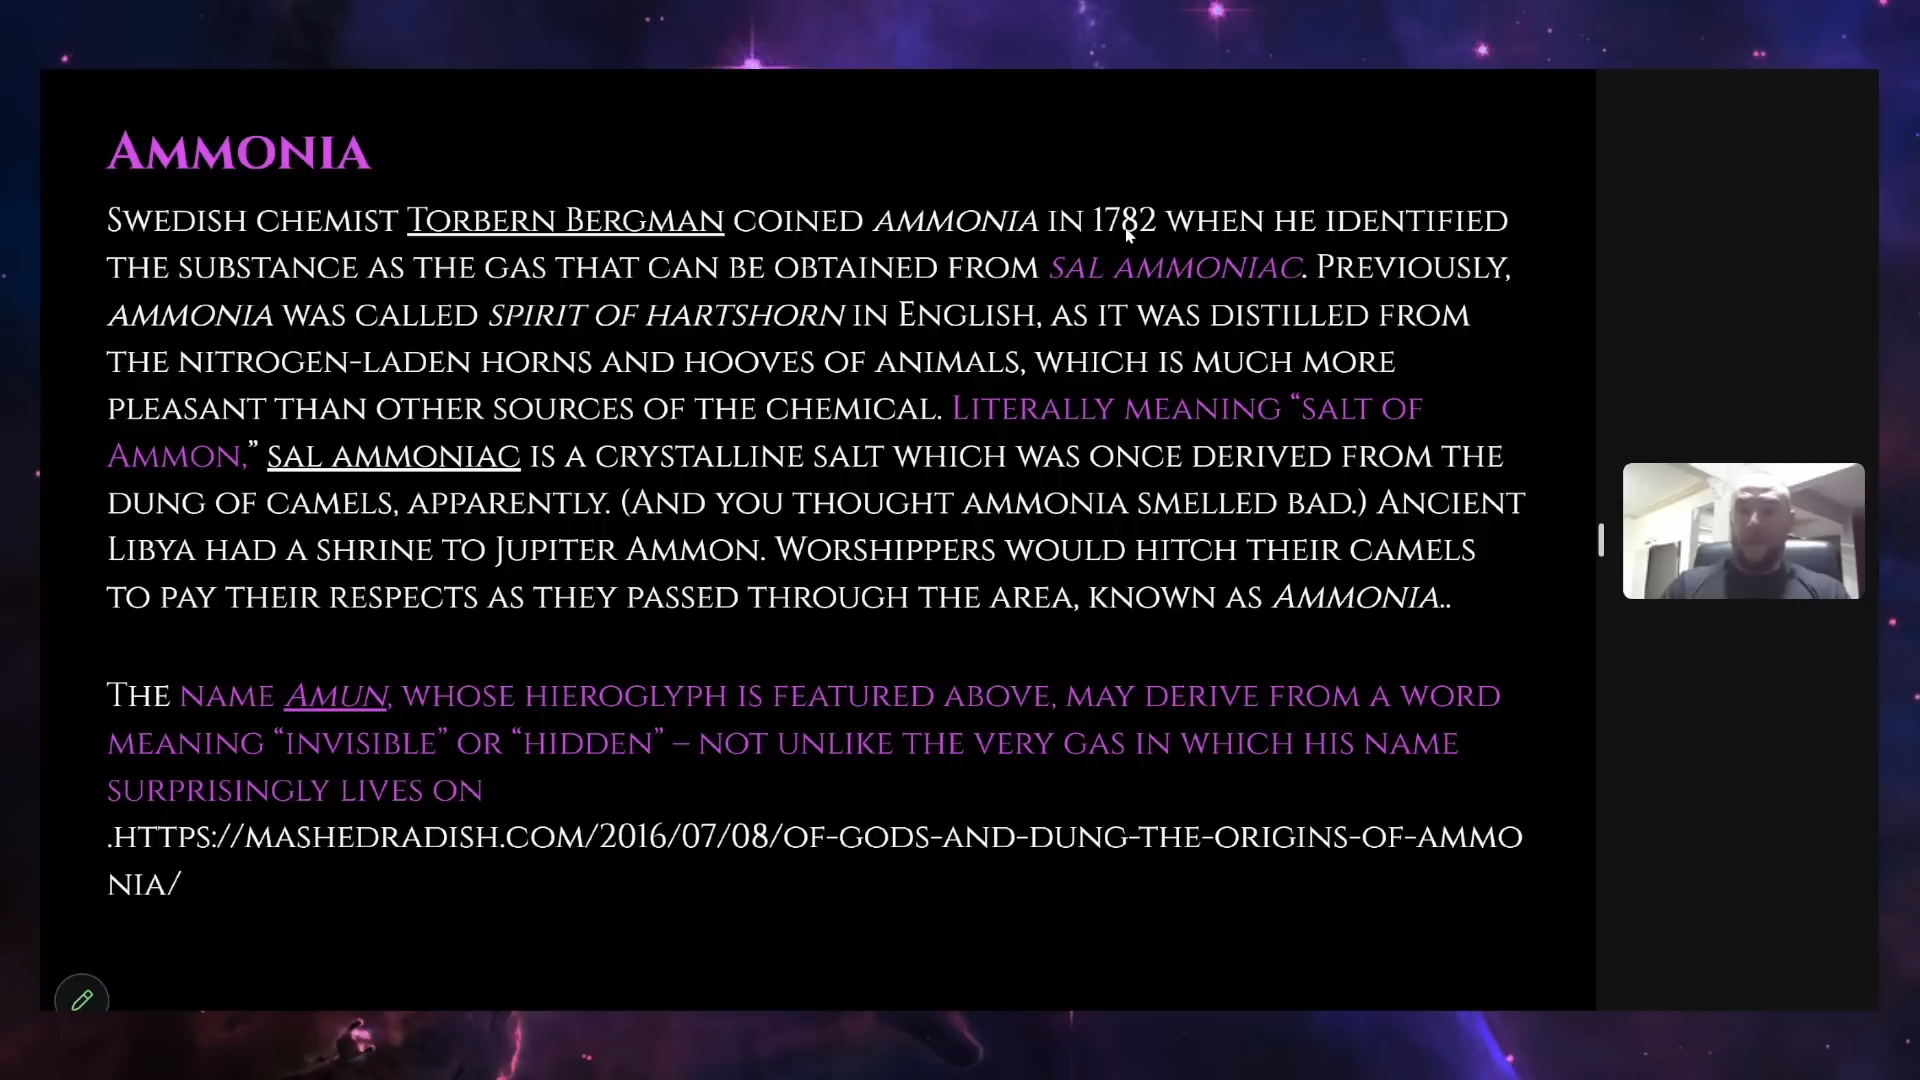 Ammonia
Swedish chemist Torbern Bergman coined ammonia in 1782 when he identified
the substance as the gas that can be obtained from sal ammoniac. Previously,
ammonia was called spirit of hartshorn in English, as it was distilled from
the nitrogen-laden horns and hooves of animals, which is much more
pleasant than other sources of the chemical. Literally meaning “salt of
Ammon,” sal ammoniac is a crystalline salt which was once derived from the
dung of camels, apparently. (And you thought ammonia smelled bad.) Ancient
Libya had a shrine to Jupiter Ammon. Worshippers would hitch their camels
to pay their respects as they passed through the area, known as Ammonia..
The name Amun, whose hieroglyph is featured above, may derive from a word
meaning “invisible” or “hidden” – not unlike the very gas in which his name
surprisingly lives on
.https://mashedradish.com/2016/07/08/of-gods-and-dung-the-origins-of-ammo
nia/